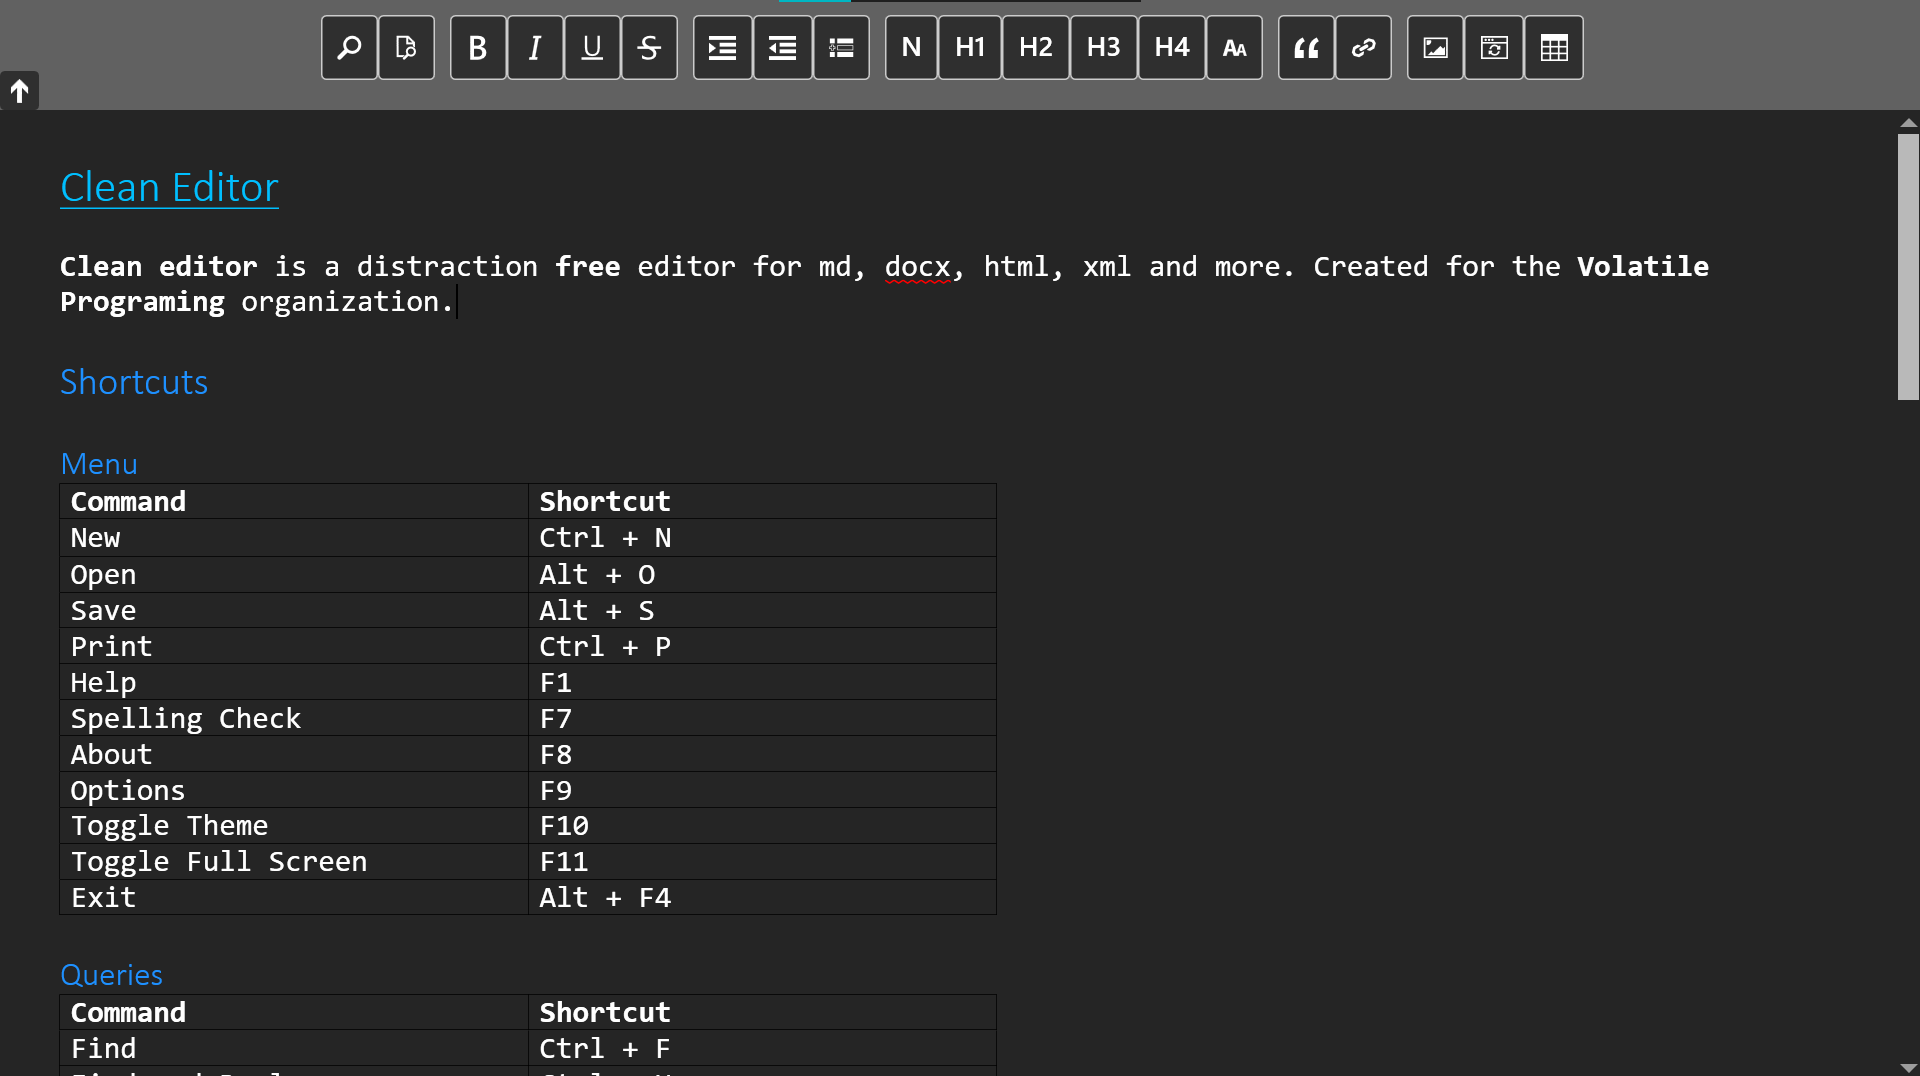 B I U S N H1 H2 H3 H4 AA
Clean Editor
Clean editor is a distraction free editor for md, docx, html, xml and more. Created for the Volatile
Programing organization.
Shortcuts
Menu
Command Shortcut
New Ctrl + N
Open Alt + O
Save Alt + S
Print Ctrl + P
Help F1
Spelling Check F7
About F8
Options F9
Toggle Theme F10
Toggle Full Screen F11
Exit Alt + F4
Queries
Command Shortcut
Find Ctrl + F